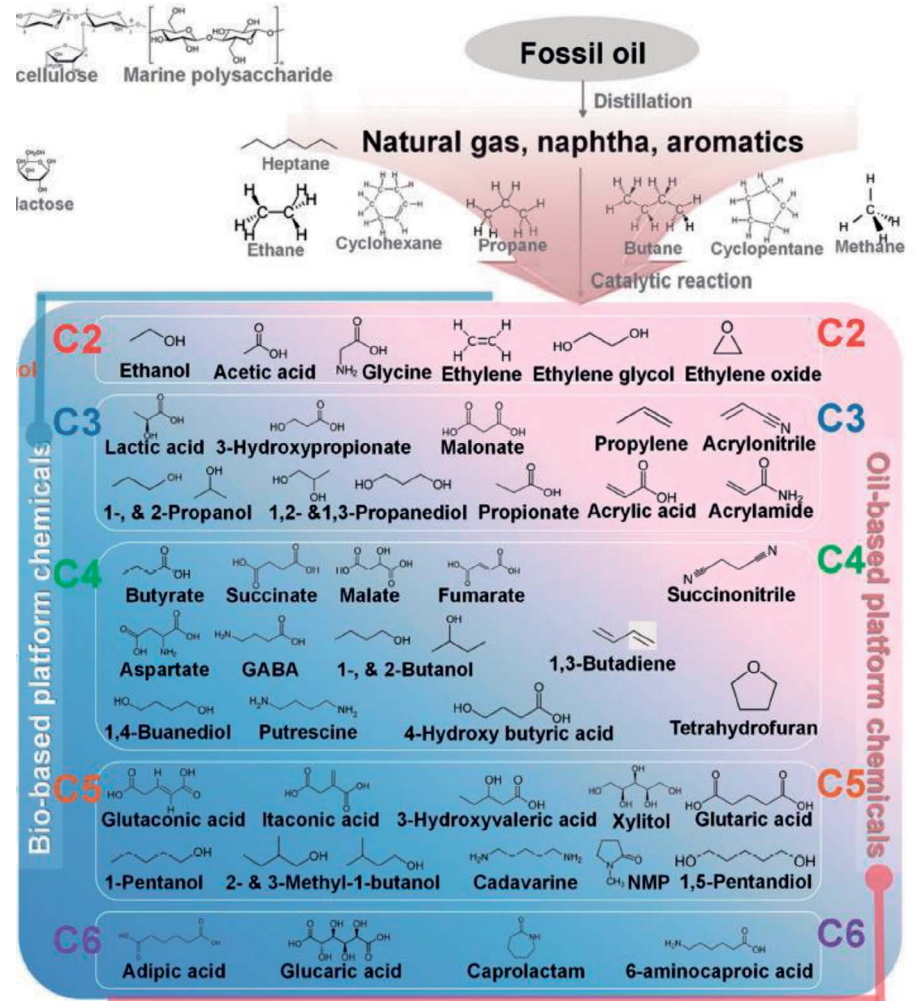 cellulose Marine polysaccharide
Fossil oil
Distillation
Natural gas, naphtha, aromatics
lactose
Heptane
Ethane
Cyclohexane
Propane
Butane
Cyclopentane
Methane
Catalytic reaction
C2
C2
Ethanol Acetic acid Glycine Ethylene Ethylene glycol Ethylene oxide
ol
C3
C3
Lactic acid 3-Hydroxypropionate Malonate Propylene Acrylonitrile
1-, & 2-Propanol 1,2- &1,3-Propanediol Propionate Acrylic acid Acrylamide
Bio-based platform chemicals
Oil-based platform chemicals
C4
C4
Butyrate Succinate Malate Fumarate Succinonitrile
Aspartate GABA 1-, & 2-Butanol 1,3-Butadiene
1,4-Buanediol Putrescine 4-Hydroxy butyric acid Tetrahydrofuran
C5
C5
Glutaconic acid Itaconic acid 3-Hydroxyvaleric acid Xylitol Glutaric acid
1-Pentanol 2- & 3-Methyl-1-butanol Cadavarine NMP 1,5-Pentandiol
C6
C6
Adipic acid Glucaric acid Caprolactam 6-aminocaproic acid